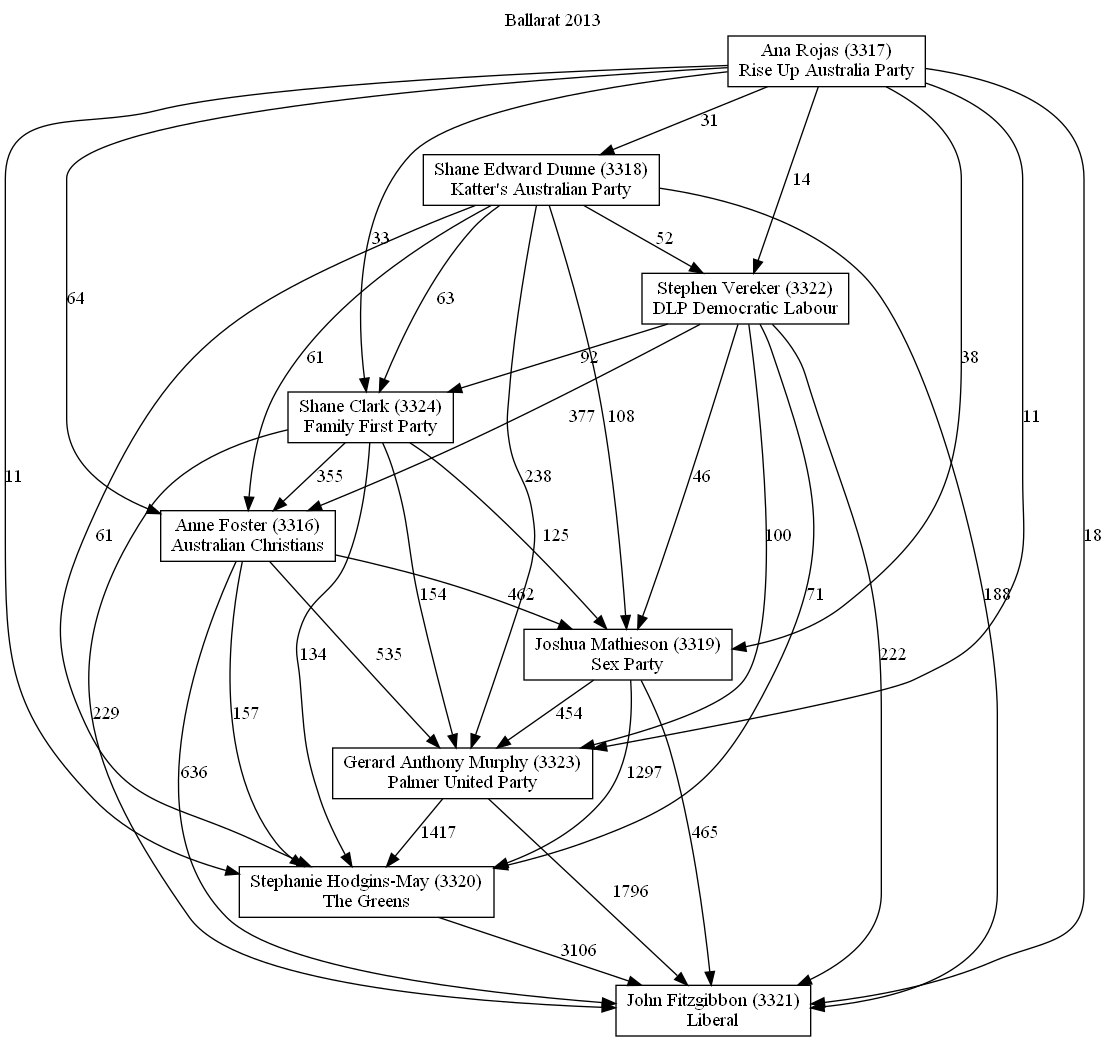 Ballarat 2013
Ana Rojas (3317)
Rise Up Australia Party
31
Shane Edward Dunne (3318)
Katter's Australian Party
14
33
52
Stephen Vereker (3322)
DLP Democratic Labour
64
63
61
92
38
Shane Clark (3324)
Family First Party
377
108
11
11
355
238
46
Anne Foster (3316)
Australian Christians
61
125
100
18
154
462
71
188
Joshua Mathieson (3319)
Sex Party
134
535
222
229
157
454
Gerard Anthony Murphy (3323)
Palmer United Party
636
1297
1417
465
Stephanie Hodgins-May (3320)
The Greens
1796
3106
John Fitzgibbon (3321)
Liberal